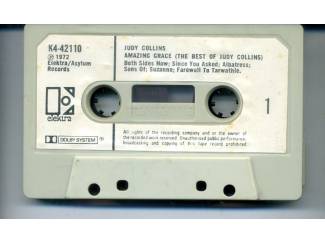 K4-42110
℗ 1972
Elektra/Asylum
Records
JUDY COLLINS
AMAZING GRACE (THE BEST OF JUDY COLLINS)
Both Sides Now; Since You Asked; Albatross;
Sons Of; Suzanne; Farewell To Tarwathie.
elektra
1
DOLBY SYSTEM
All rights of the recording company and or the owner of
the recorded work reserved. Unauthorised public performance,
broadcasting and copying of this tape record prohibited.